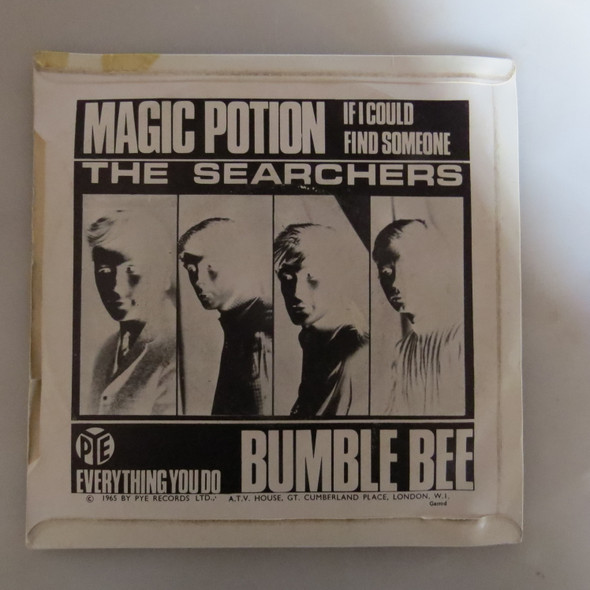 MAGIC POTION
IF I COULD
FIND SOMEONE
THE SEARCHERS
PYE
EVERYTHING YOU DO
BUMBLE BEE
© 1965 BY PYE RECORDS LTD., A.T.V. HOUSE, GT. CUMBERLAND PLACE, LONDON, W.1.
Garrod